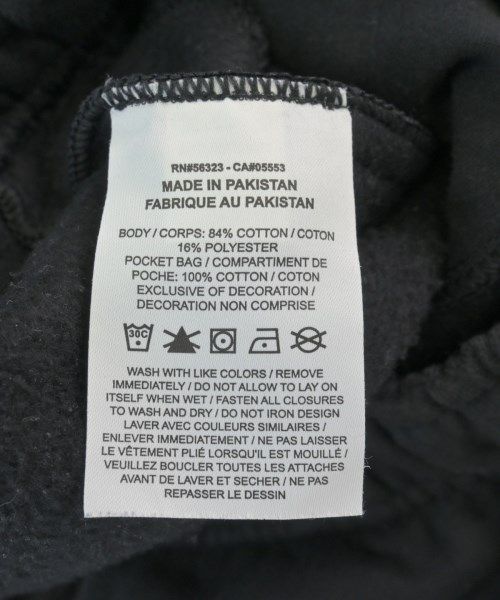 RN#56323 - CA#05553
MADE IN PAKISTAN
FABRIQUE AU PAKISTAN
BODY / CORPS: 84% COTTON / COTON
16% POLYESTER
POCKET BAG / COMPARTIMENT DE
POCHE: 100% COTTON / COTON
EXCLUSIVE OF DECORATION /
DECORATION NON COMPRISE
30C
WASH WITH LIKE COLORS / REMOVE
IMMEDIATELY / DO NOT ALLOW TO LAY ON
ITSELF WHEN WET / FASTEN ALL CLOSURES
TO WASH AND DRY / DO NOT IRON DESIGN
LAVER AVEC COULEURS SIMILAIRES /
ENLEVER IMMEDIATEMENT / NE PAS LAISSER
LE VÊTEMENT PLIÉ LORSQU'IL EST MOUILLÉ /
VEUILLEZ BOUCLER TOUTES LES ATTACHES
AVANT DE LAVER ET SECHER / NE PAS
REPASSER LE DESSIN